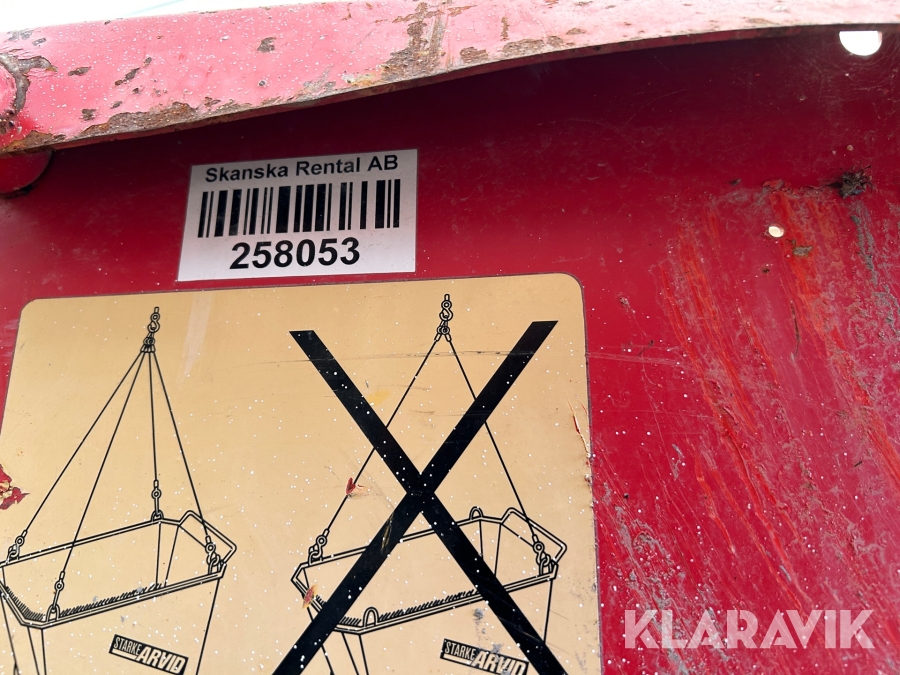 Skanska Rental AB
258053
STARKE ARVID
STARKE ARVID
KLARAVIK